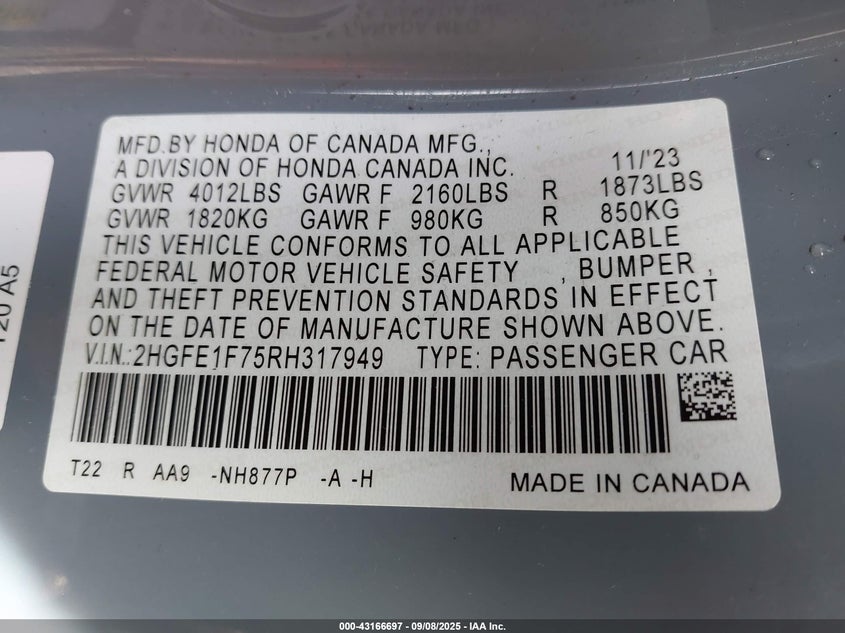 MFD.BY HONDA OF CANADA MFG.,
A DIVISION OF HONDA CANADA INC. 11/'23
GVWR 4012LBS GAWR F 2160LBS R 1873LBS
GVWR 1820KG GAWR F 980KG R 850KG
THIS VEHICLE CONFORMS TO ALL APPLICABLE
FEDERAL MOTOR VEHICLE SAFETY , BUMPER ,
AND THEFT PREVENTION STANDARDS IN EFFECT
ON THE DATE OF MANUFACTURE SHOWN ABOVE.
V.I.N.:2HGFE1F75RH317949 TYPE: PASSENGER CAR
T22 R AA9 -NH877P -A -H MADE IN CANADA
120 A5
000-43166697 - 09/08/2025 - IAA Inc.